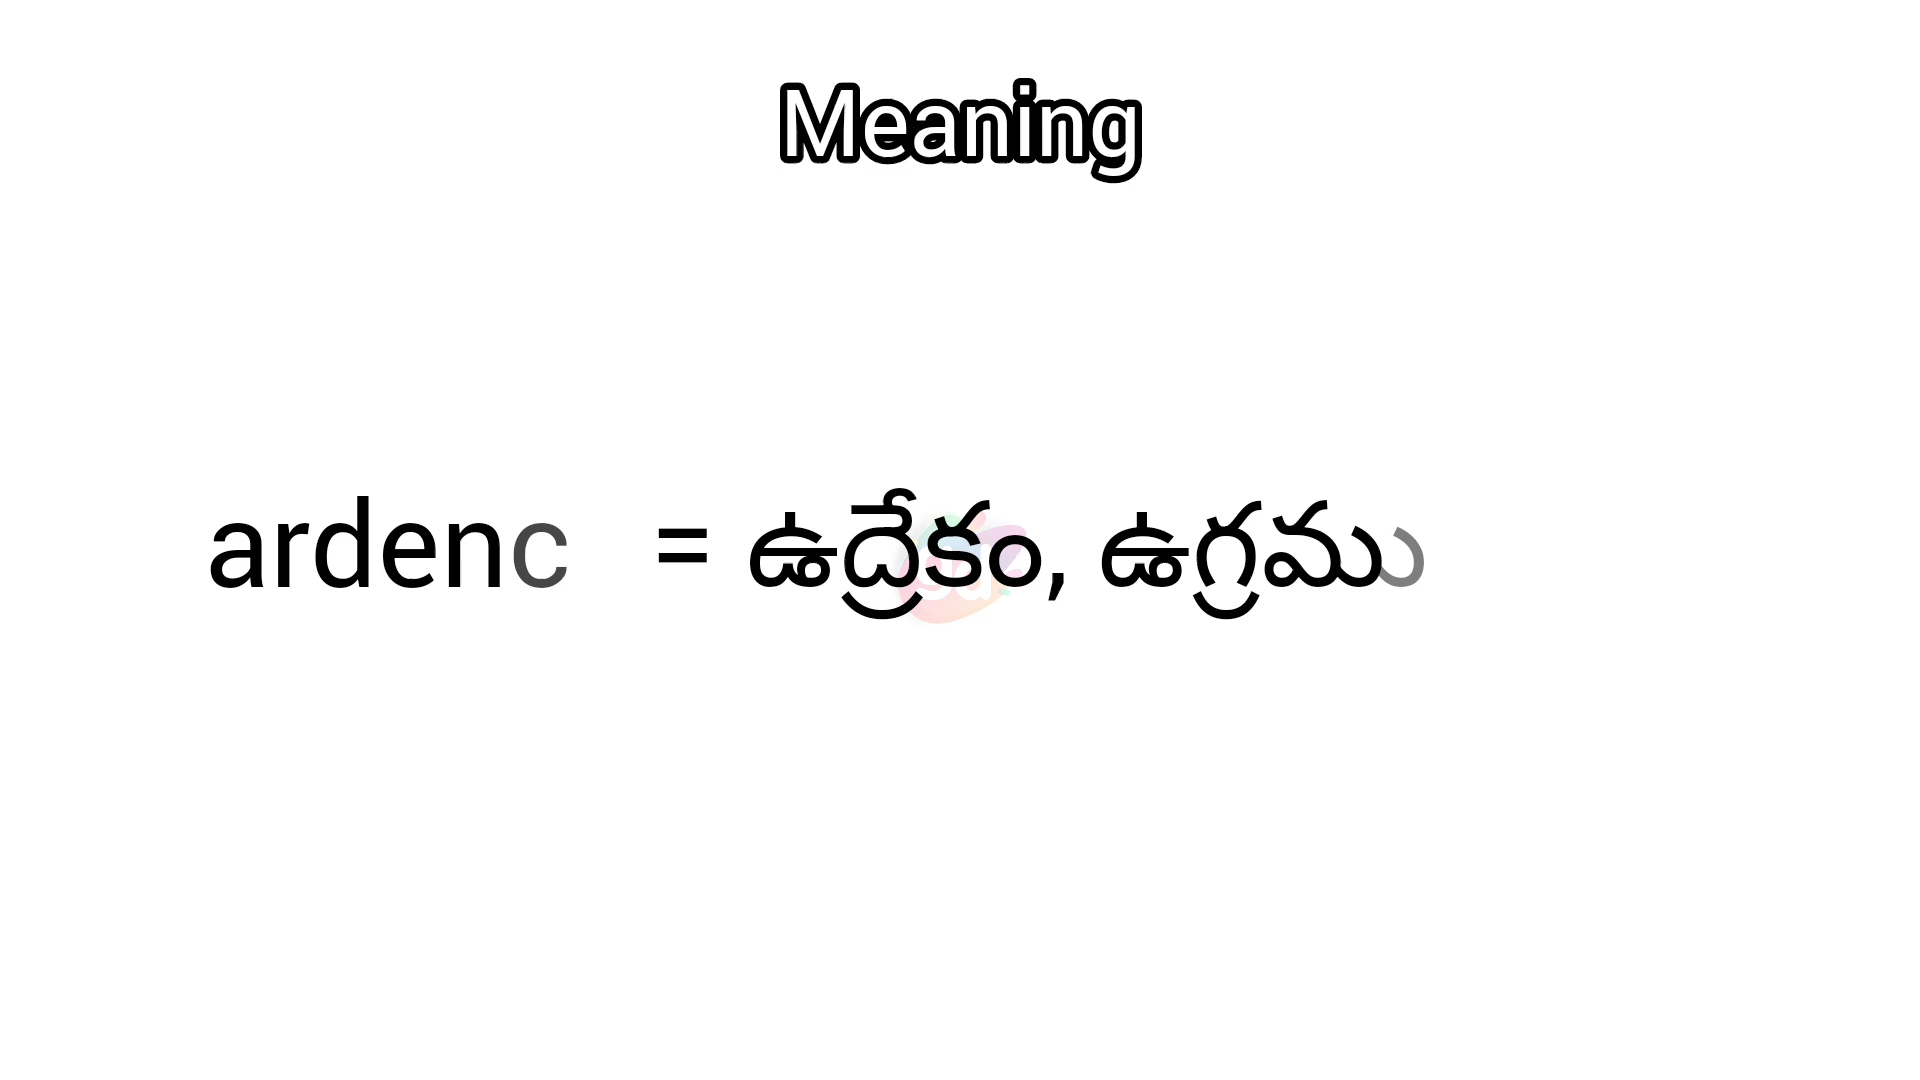 Meaning
ardenc = ఉద్రేకం, ఉగ్రము